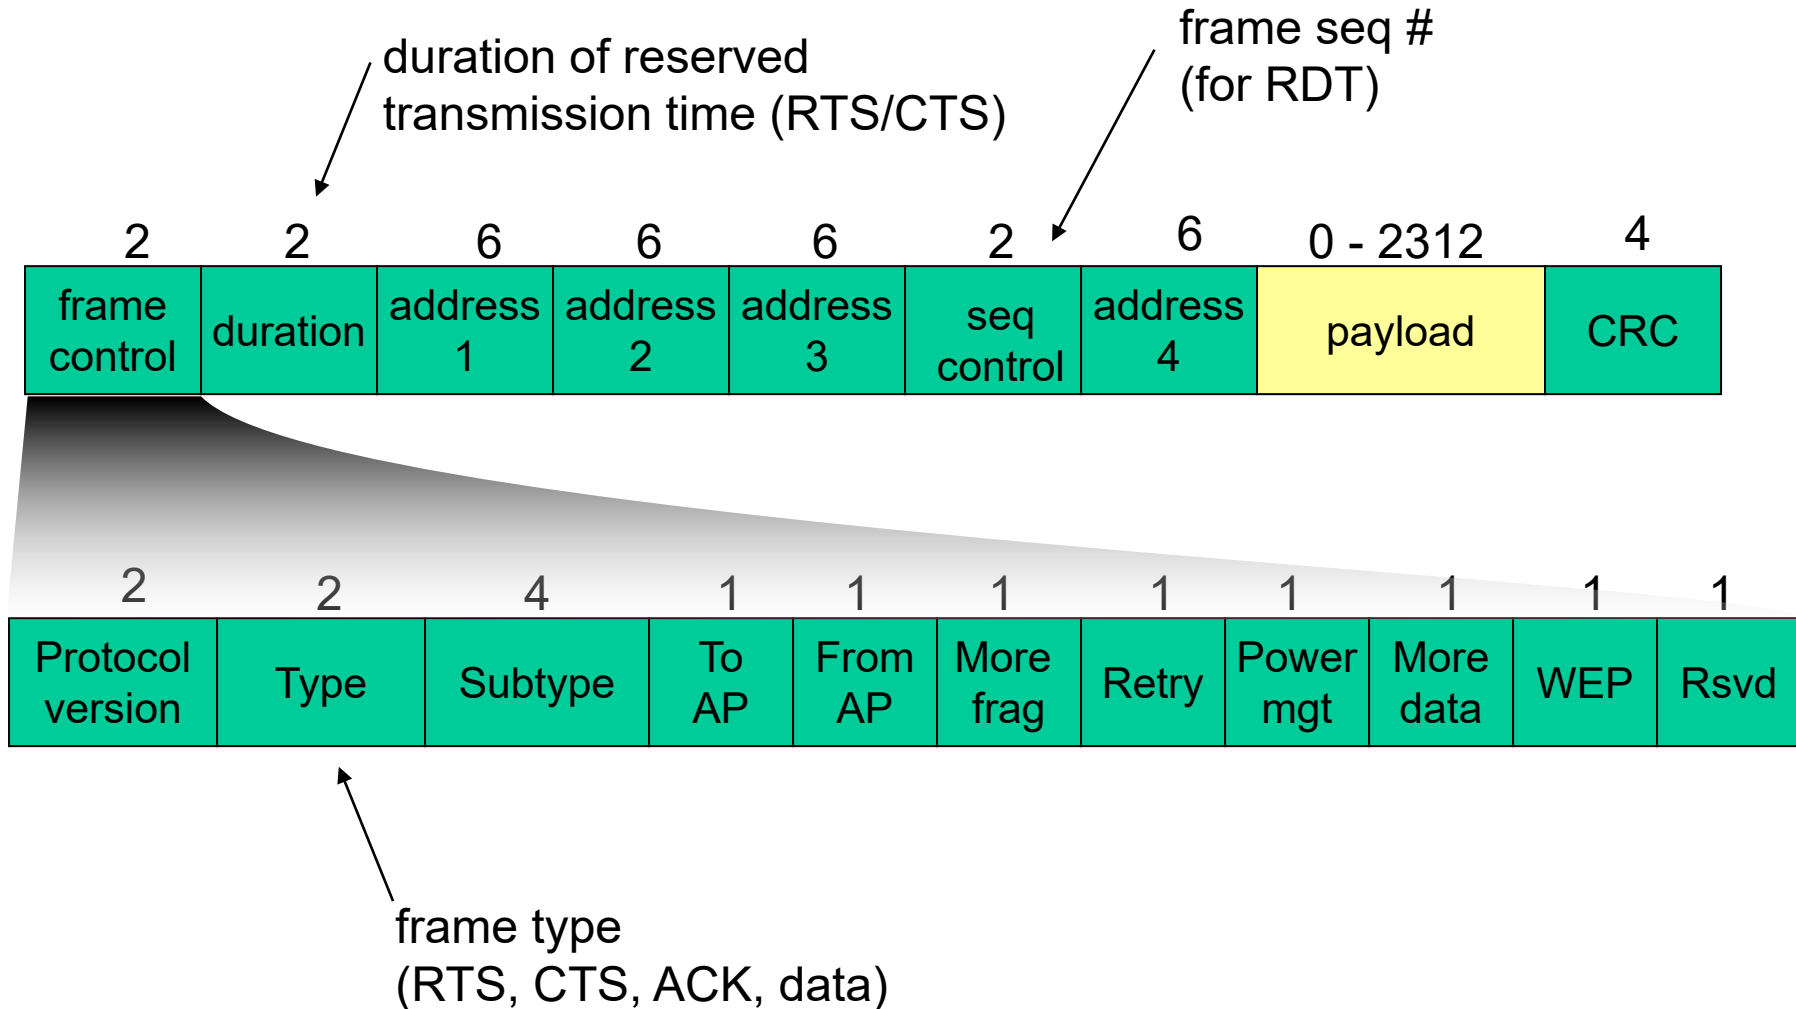 frame seq #
(for RDT)
duration of reserved
transmission time (RTS/CTS)
2 2 6 6 6 2 6 0 - 2312 4
frame
control
duration
address
1
address
2
address
3
seq
control
address
4
payload
CRC
2 2 4 1 1 1 1 1 1 1 1
Protocol
version
Type
Subtype
To
AP
From
AP
More
frag
Retry
Power
mgt
More
data
WEP
Rsvd
frame type
(RTS, CTS, ACK, data)